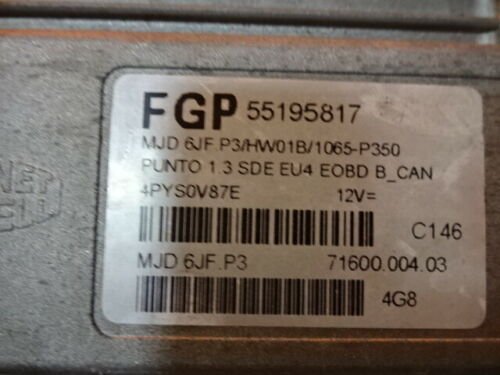 FGP 55195817
MJD 6JF.P3/HW01B/1065-P350
PUNTO 1.3 SDE EU4 EOBD B_CAN
4PYS0V87E 12V=
C146
MJD 6JF.P3 71600.004.03
4G8